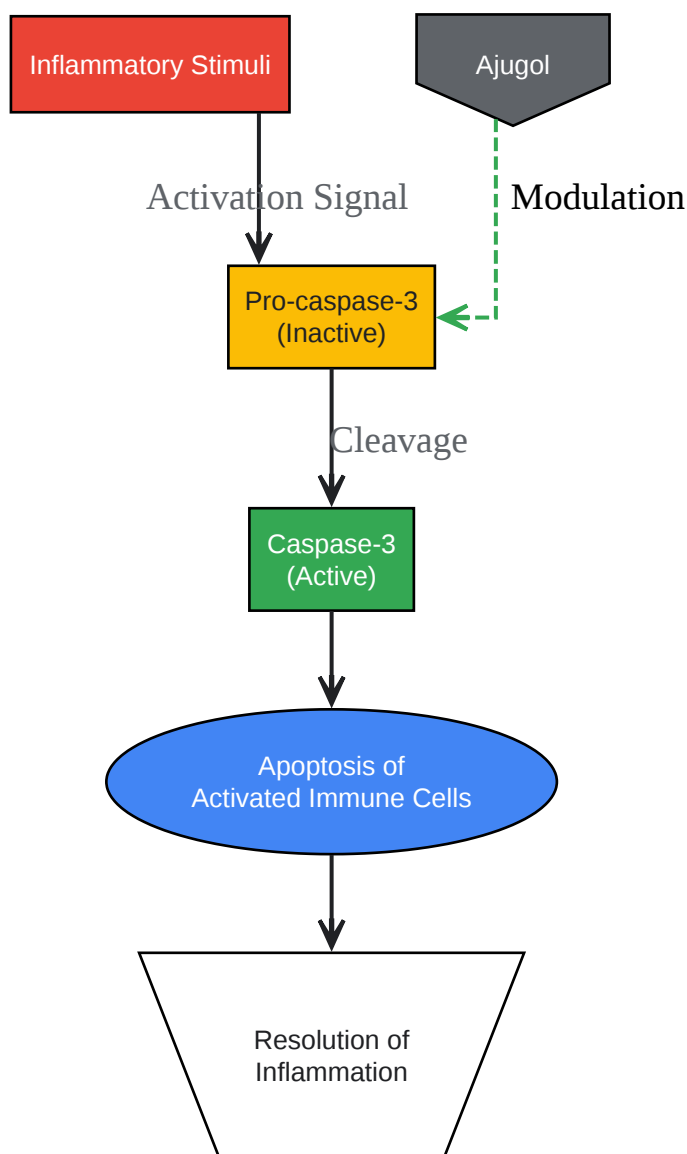 Inflammatory Stimuli
Ajugol
Activation Signal
Modulation
Pro-caspase-3
(Inactive)
Cleavage
Caspase-3
(Active)
Apoptosis of
Activated Immune Cells
Resolution of
Inflammation